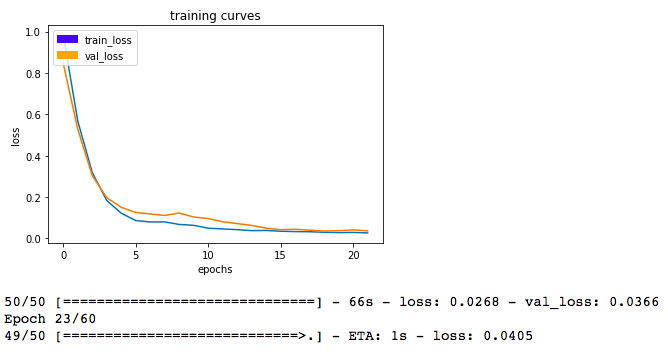 training curves
train_loss
val_loss
1.0
0.8
0.6
0.4
0.2
0.0
loss
0 5 10 15 20
epochs
50/50 [==============================] - 66s - loss: 0.0268 - val_loss: 0.0366
Epoch 23/60
49/50 [============================>.] - ETA: 1s - loss: 0.0405